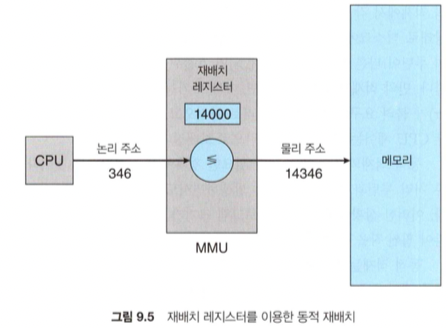 재배치
레지스터
14000
CPU
논리 주소
346
≶
물리 주소
14346
메모리
MMU
그림 9.5 재배치 레지스터를 이용한 동적 재배치